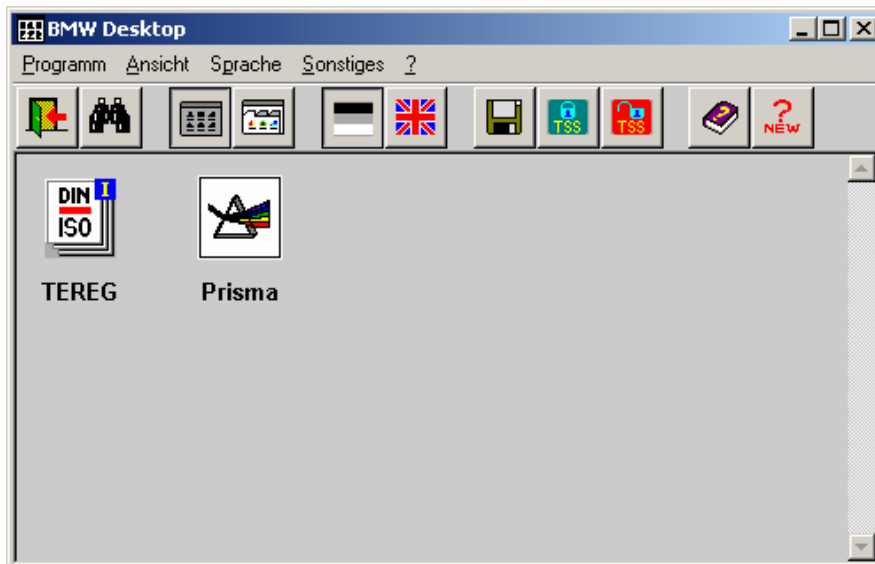 BMW Desktop
Programm Ansicht Sprache Sonstiges ?
TSS TSS ? ? NEW
DIN I
ISO
TEREG Prisma